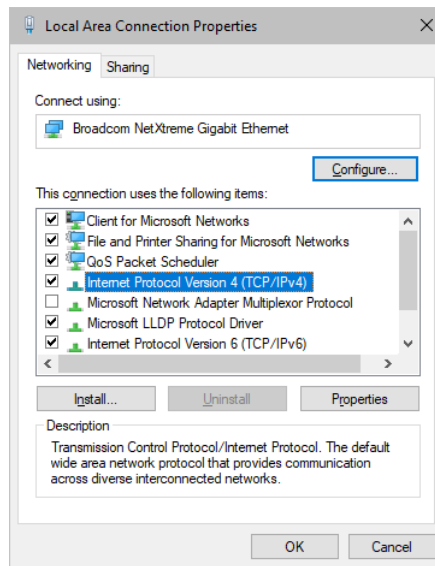 Local Area Connection Properties
Networking Sharing
Connect using:
Broadcom NetXtreme Gigabit Ethernet
Configure...
This connection uses the following items:
Client for Microsoft Networks
File and Printer Sharing for Microsoft Networks
QoS Packet Scheduler
Internet Protocol Version 4 (TCP/IPv4)
Microsoft Network Adapter Multiplexor Protocol
Microsoft LLDP Protocol Driver
Internet Protocol Version 6 (TCP/IPv6)
Install... Uninstall Properties
Description
Transmission Control Protocol/Internet Protocol. The default
wide area network protocol that provides communication
across diverse interconnected networks.
OK Cancel